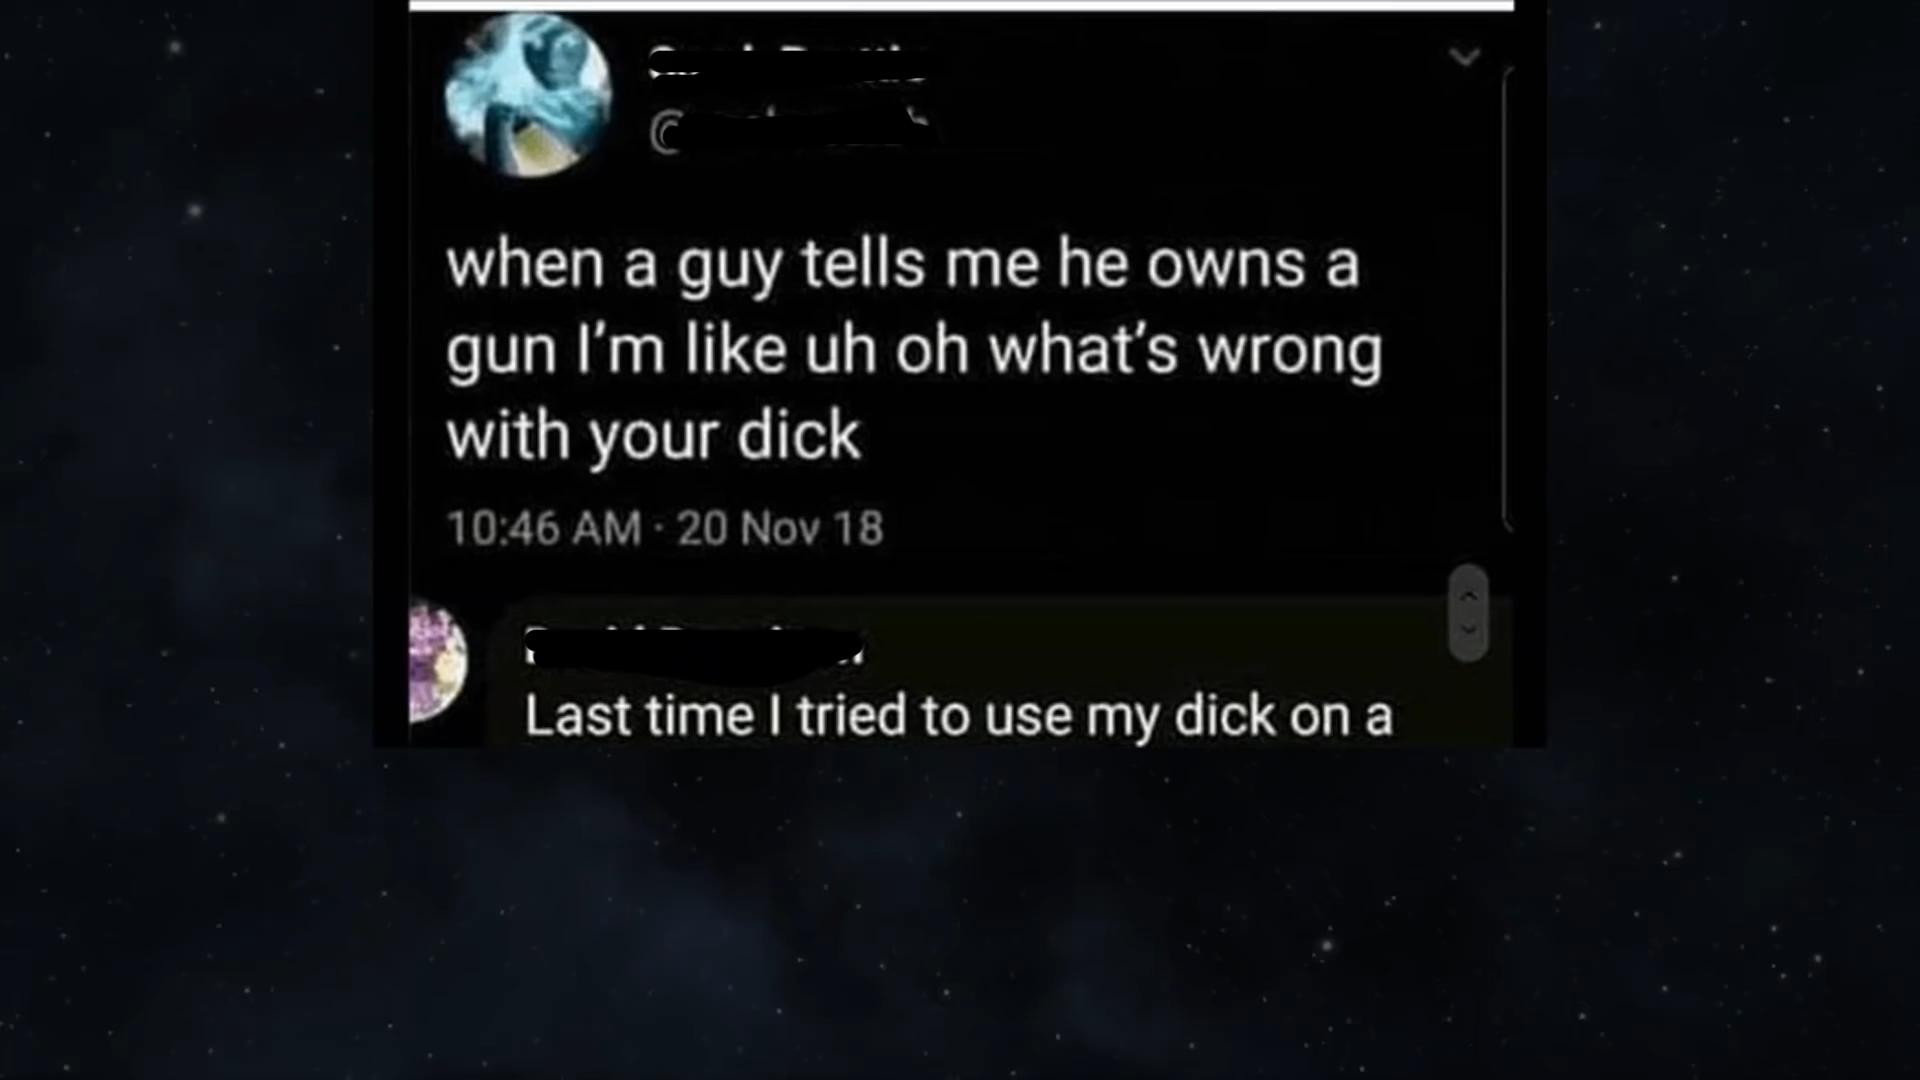 when a guy tells me he owns a
gun I’m like uh oh what’s wrong
with your dick
10:46 AM · 20 Nov 18
Last time I tried to use my dick on a